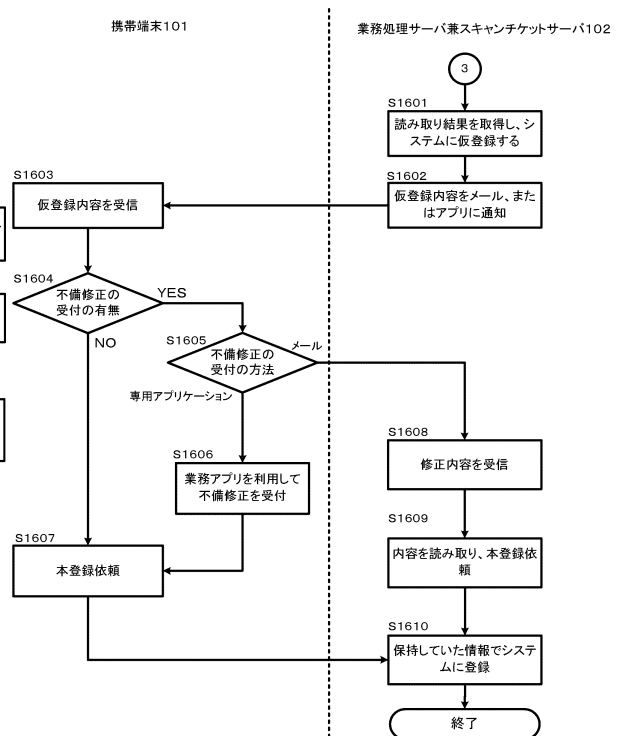 携帯端末101
業務処理サーバ兼スキャンチケットサーバ102
3
S1601
読み取り結果を取得し、シ
ステムに仮登録する
S1602
仮登録内容をメール、また
はアプリに通知
S1603
仮登録内容を受信
S1604
不備修正の
受付の有無
YES
NO
S1605
不備修正の
受付の方法
メール
専用アプリケーション
S1606
業務アプリを利用して
不備修正を受付
S1607
本登録依頼
S1608
修正内容を受信
S1609
内容を読み取り、本登録依
頼
S1610
保持していた情報でシステ
ムに登録
終了